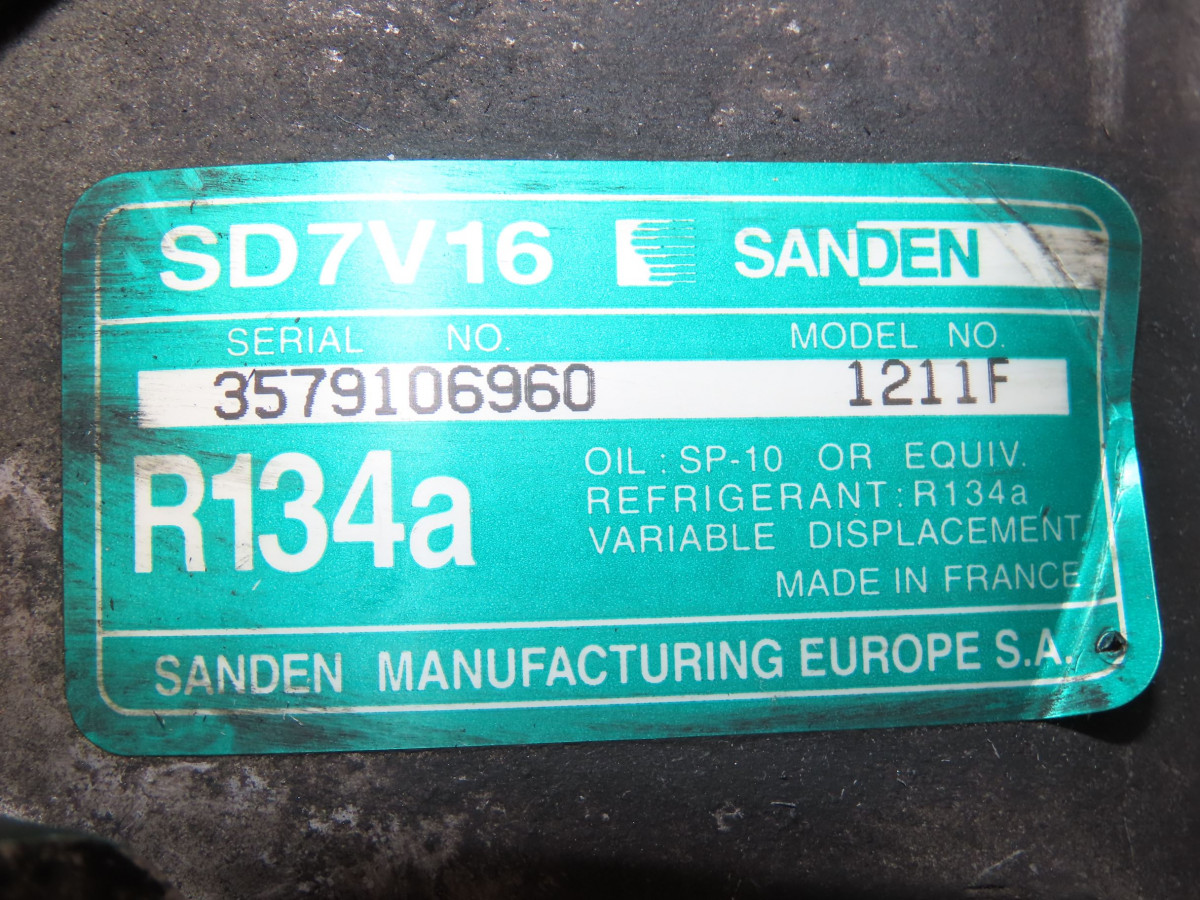 SD7V16 SANDEN
SERIAL NO. MODEL NO.
3579106960 1211F
R134a
OIL : SP-10 OR EQUIV.
REFRIGERANT : R134a
VARIABLE DISPLACEMENT
MADE IN FRANCE
SANDEN MANUFACTURING EUROPE S.A.